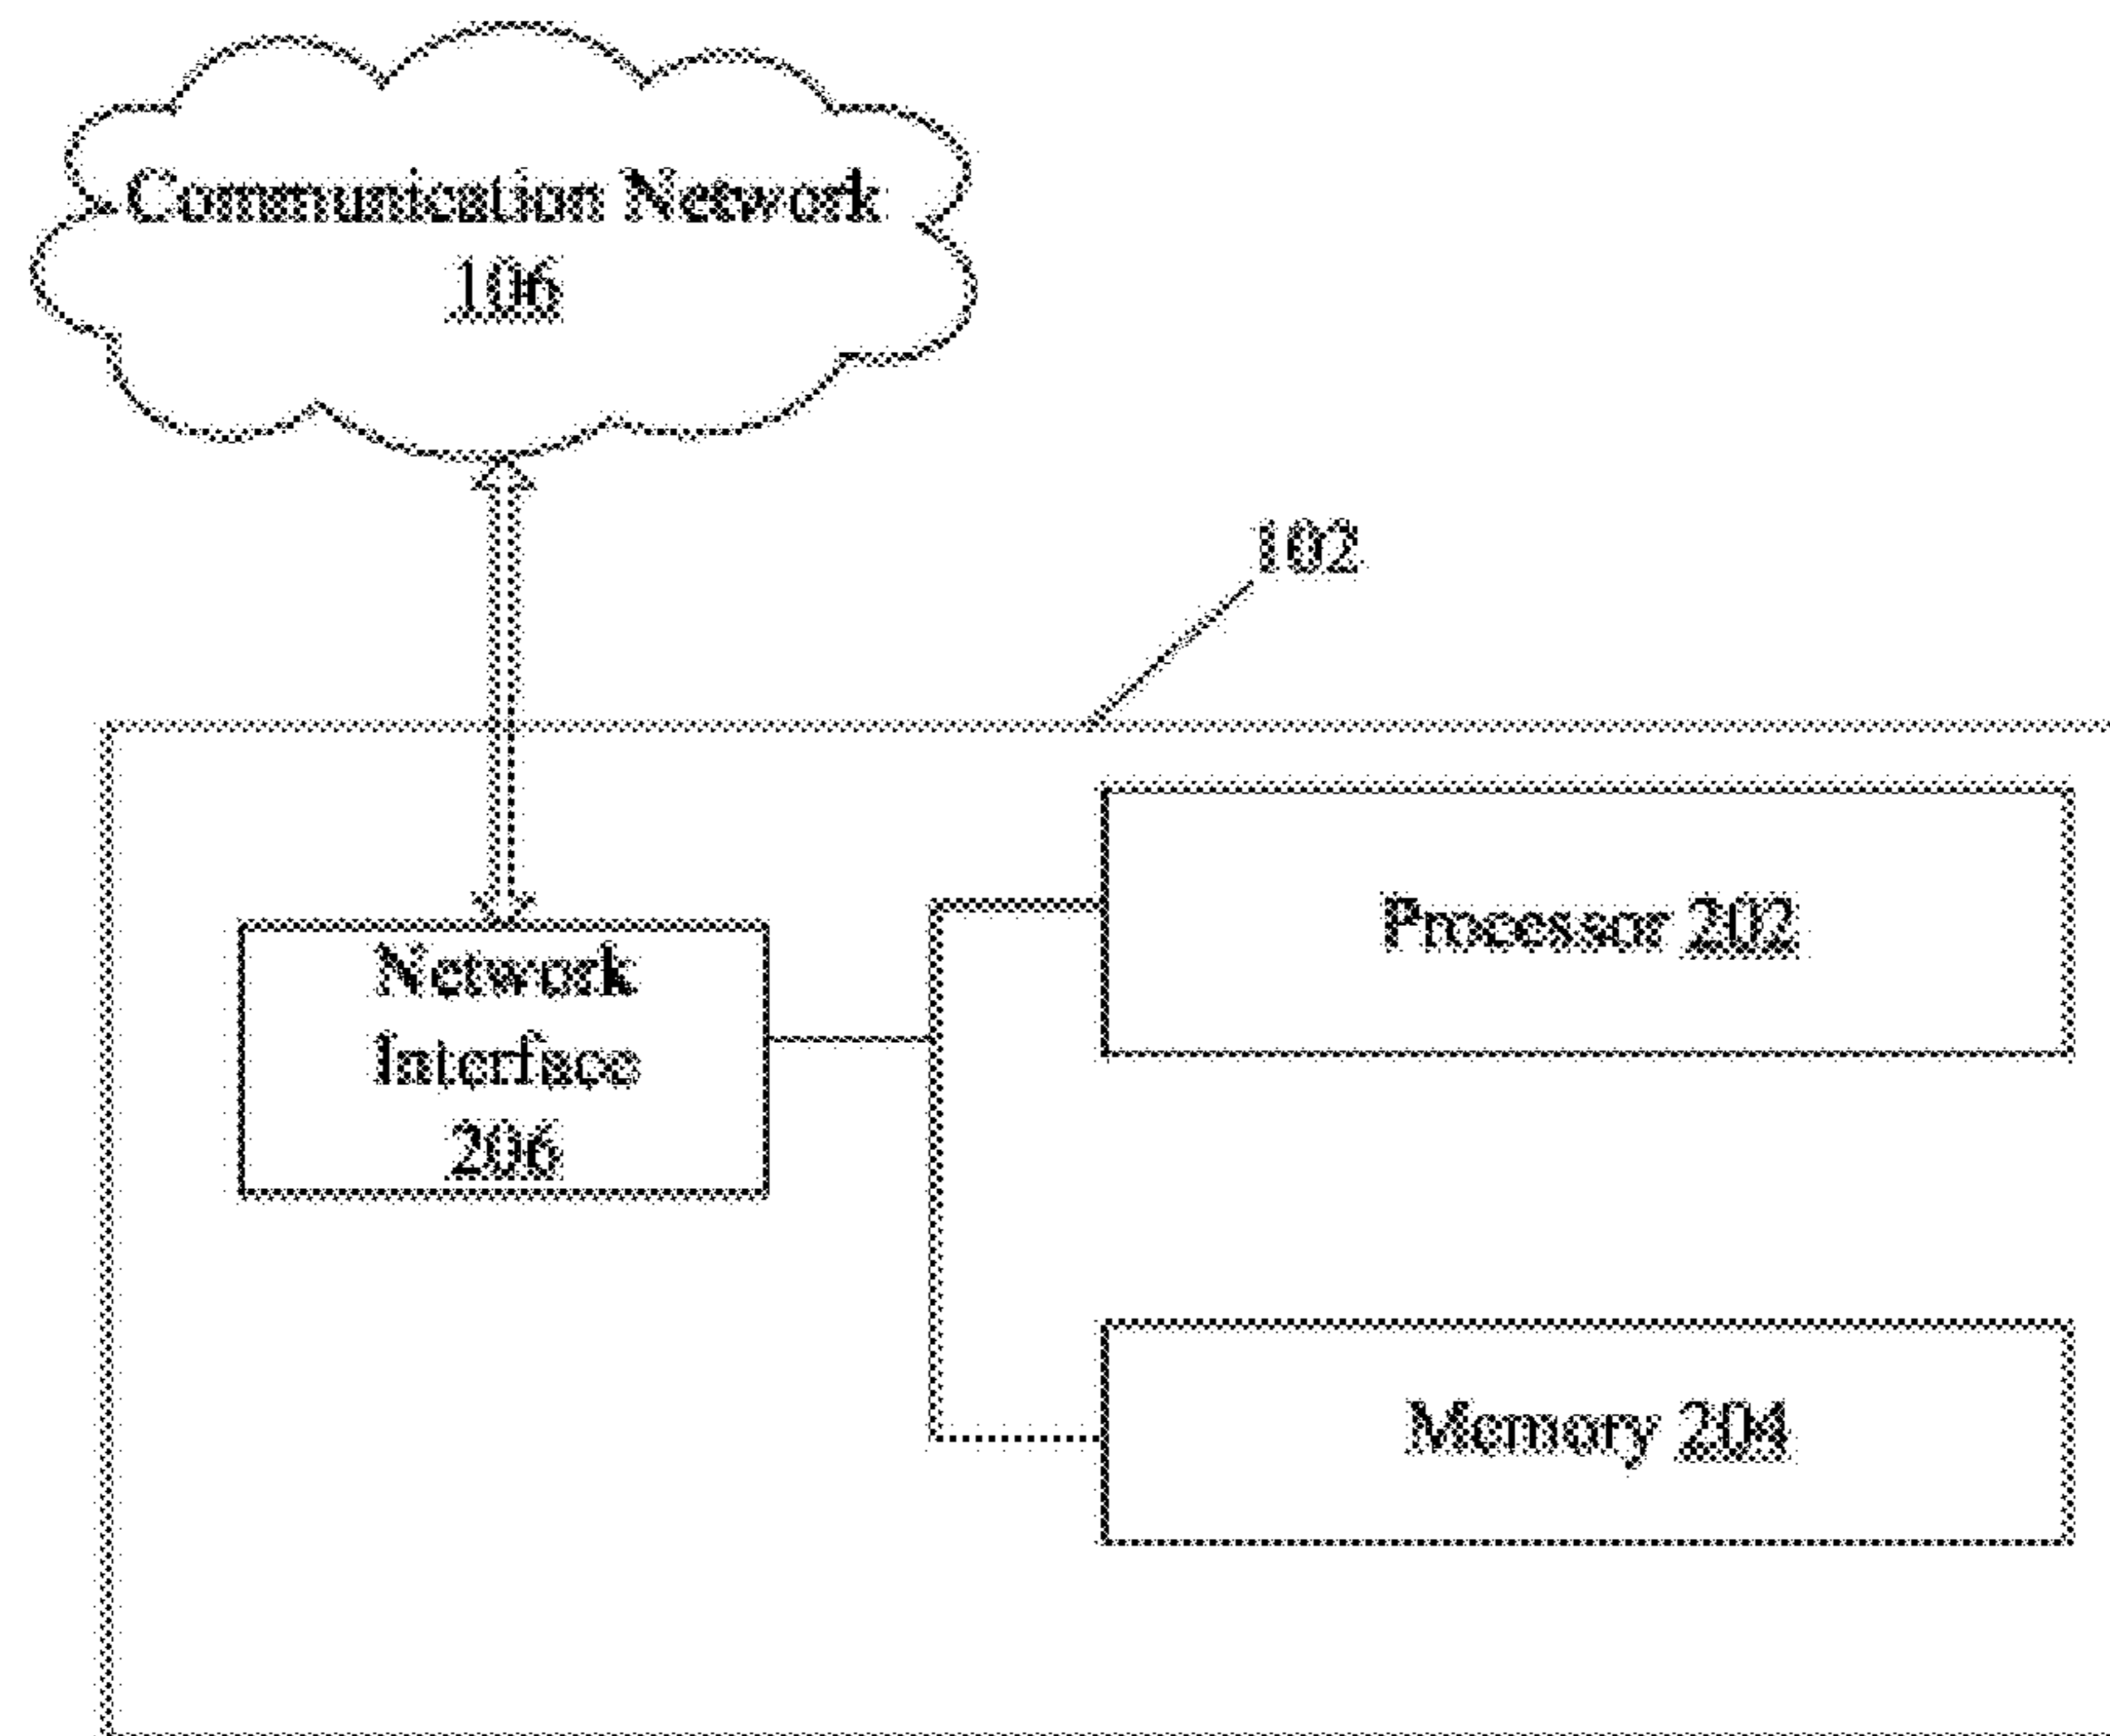 Communication Network
106
102
Processor 202
Network
Interface
206
Memory 204